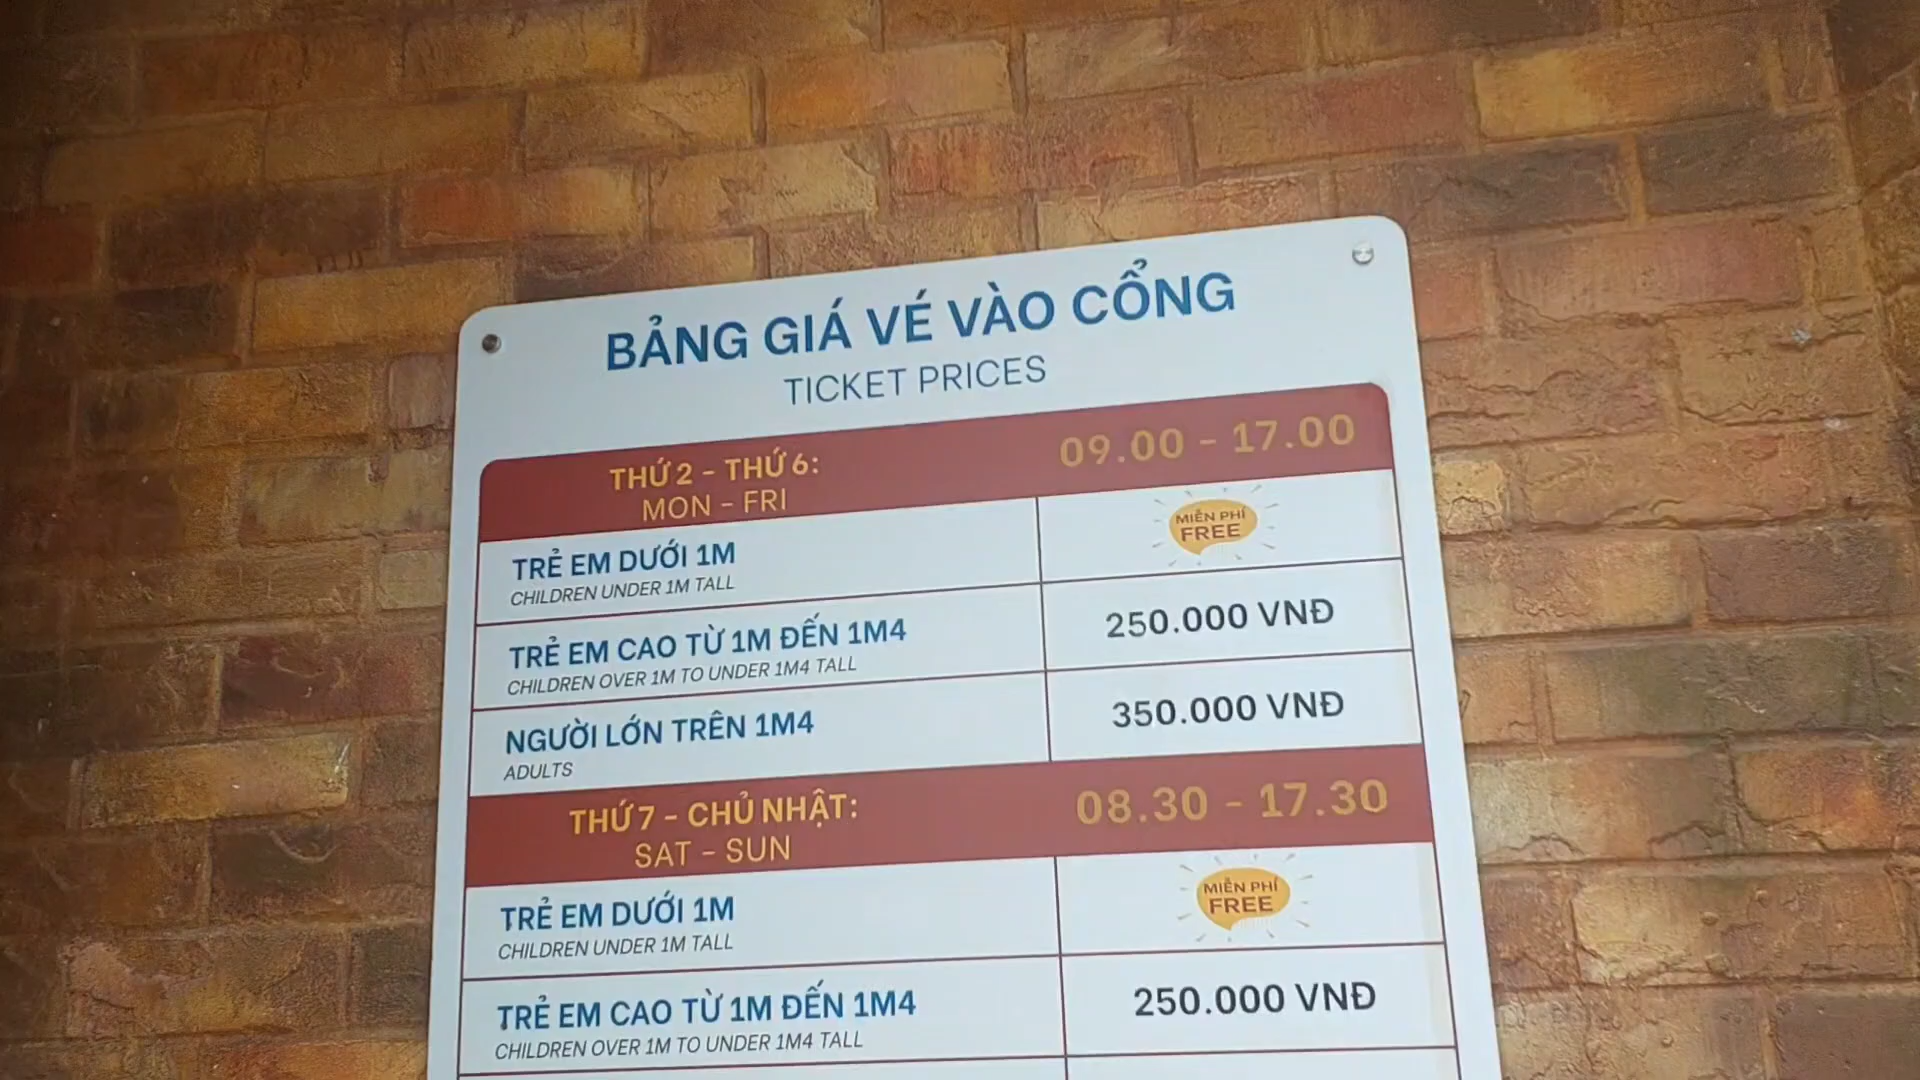 BẢNG GIÁ VÉ VÀO CỔNG
TICKET PRICES
THỨ 2 - THỨ 6: 09.00 - 17.00
MON - FRI
TRẺ EM DƯỚI 1M
CHILDREN UNDER 1M TALL
MIỄN PHÍ
FREE
TRẺ EM CAO TỪ 1M ĐẾN 1M4
CHILDREN OVER 1M TO UNDER 1M4 TALL
250.000 VNĐ
NGƯỜI LỚN TRÊN 1M4
ADULTS
350.000 VNĐ
THỨ 7 - CHỦ NHẬT: 08.30 - 17.30
SAT - SUN
TRẺ EM DƯỚI 1M
CHILDREN UNDER 1M TALL
MIỄN PHÍ
FREE
TRẺ EM CAO TỪ 1M ĐẾN 1M4
CHILDREN OVER 1M TO UNDER 1M4 TALL
250.000 VNĐ